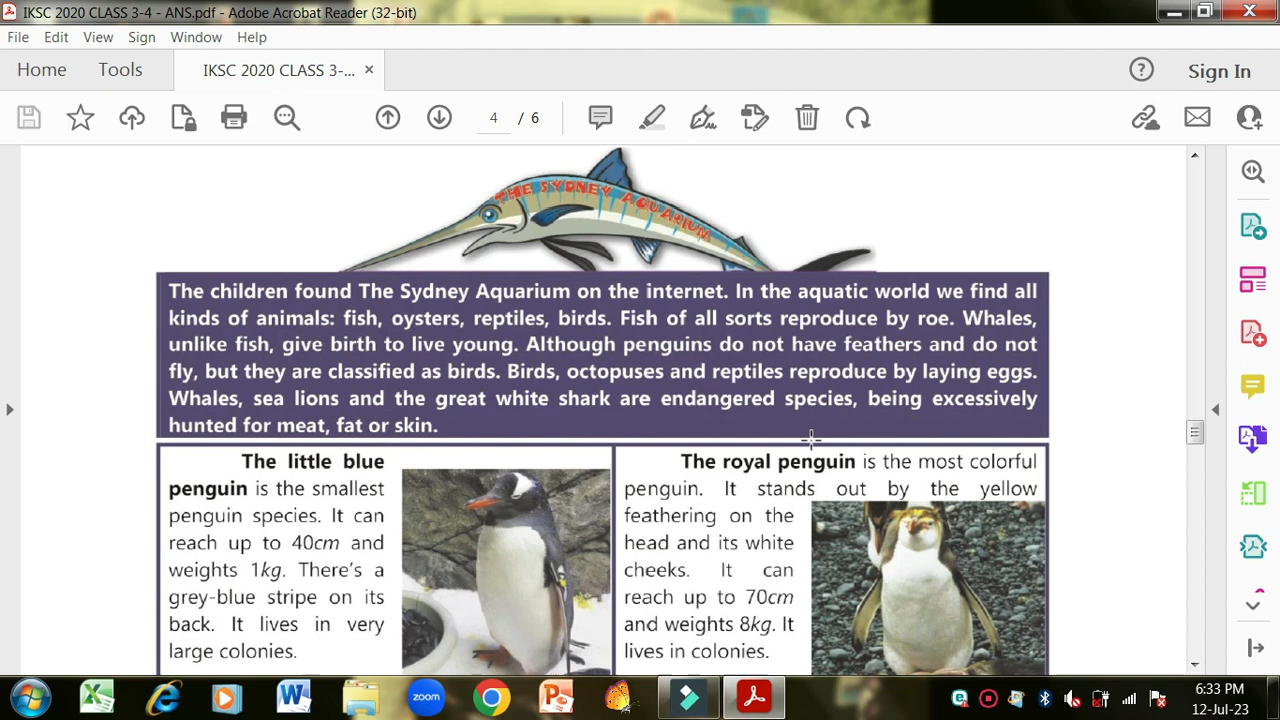 IKSC 2020 CLASS 3-4 - ANS.pdf - Adobe Acrobat Reader (32-bit)
File Edit View Sign Window Help
Home Tools IKSC 2020 CLASS 3-... × Sign In
4 / 6
THE SYDNEY AQUARIUM
The children found The Sydney Aquarium on the internet. In the aquatic world we find all
kinds of animals: fish, oysters, reptiles, birds. Fish of all sorts reproduce by roe. Whales,
unlike fish, give birth to live young. Although penguins do not have feathers and do not
fly, but they are classified as birds. Birds, octopuses and reptiles reproduce by laying eggs.
Whales, sea lions and the great white shark are endangered species, being excessively
hunted for meat, fat or skin.
The little blue
penguin is the smallest
penguin species. It can
reach up to 40cm and
weights 1kg. There's a
grey-blue stripe on its
back. It lives in very
large colonies.
The royal penguin is the most colorful
penguin. It stands out by the yellow
feathering on the
head and its white
cheeks. It can
reach up to 70cm
and weights 8kg. It
lives in colonies.
zoom
6:33 PM
12-Jul-23